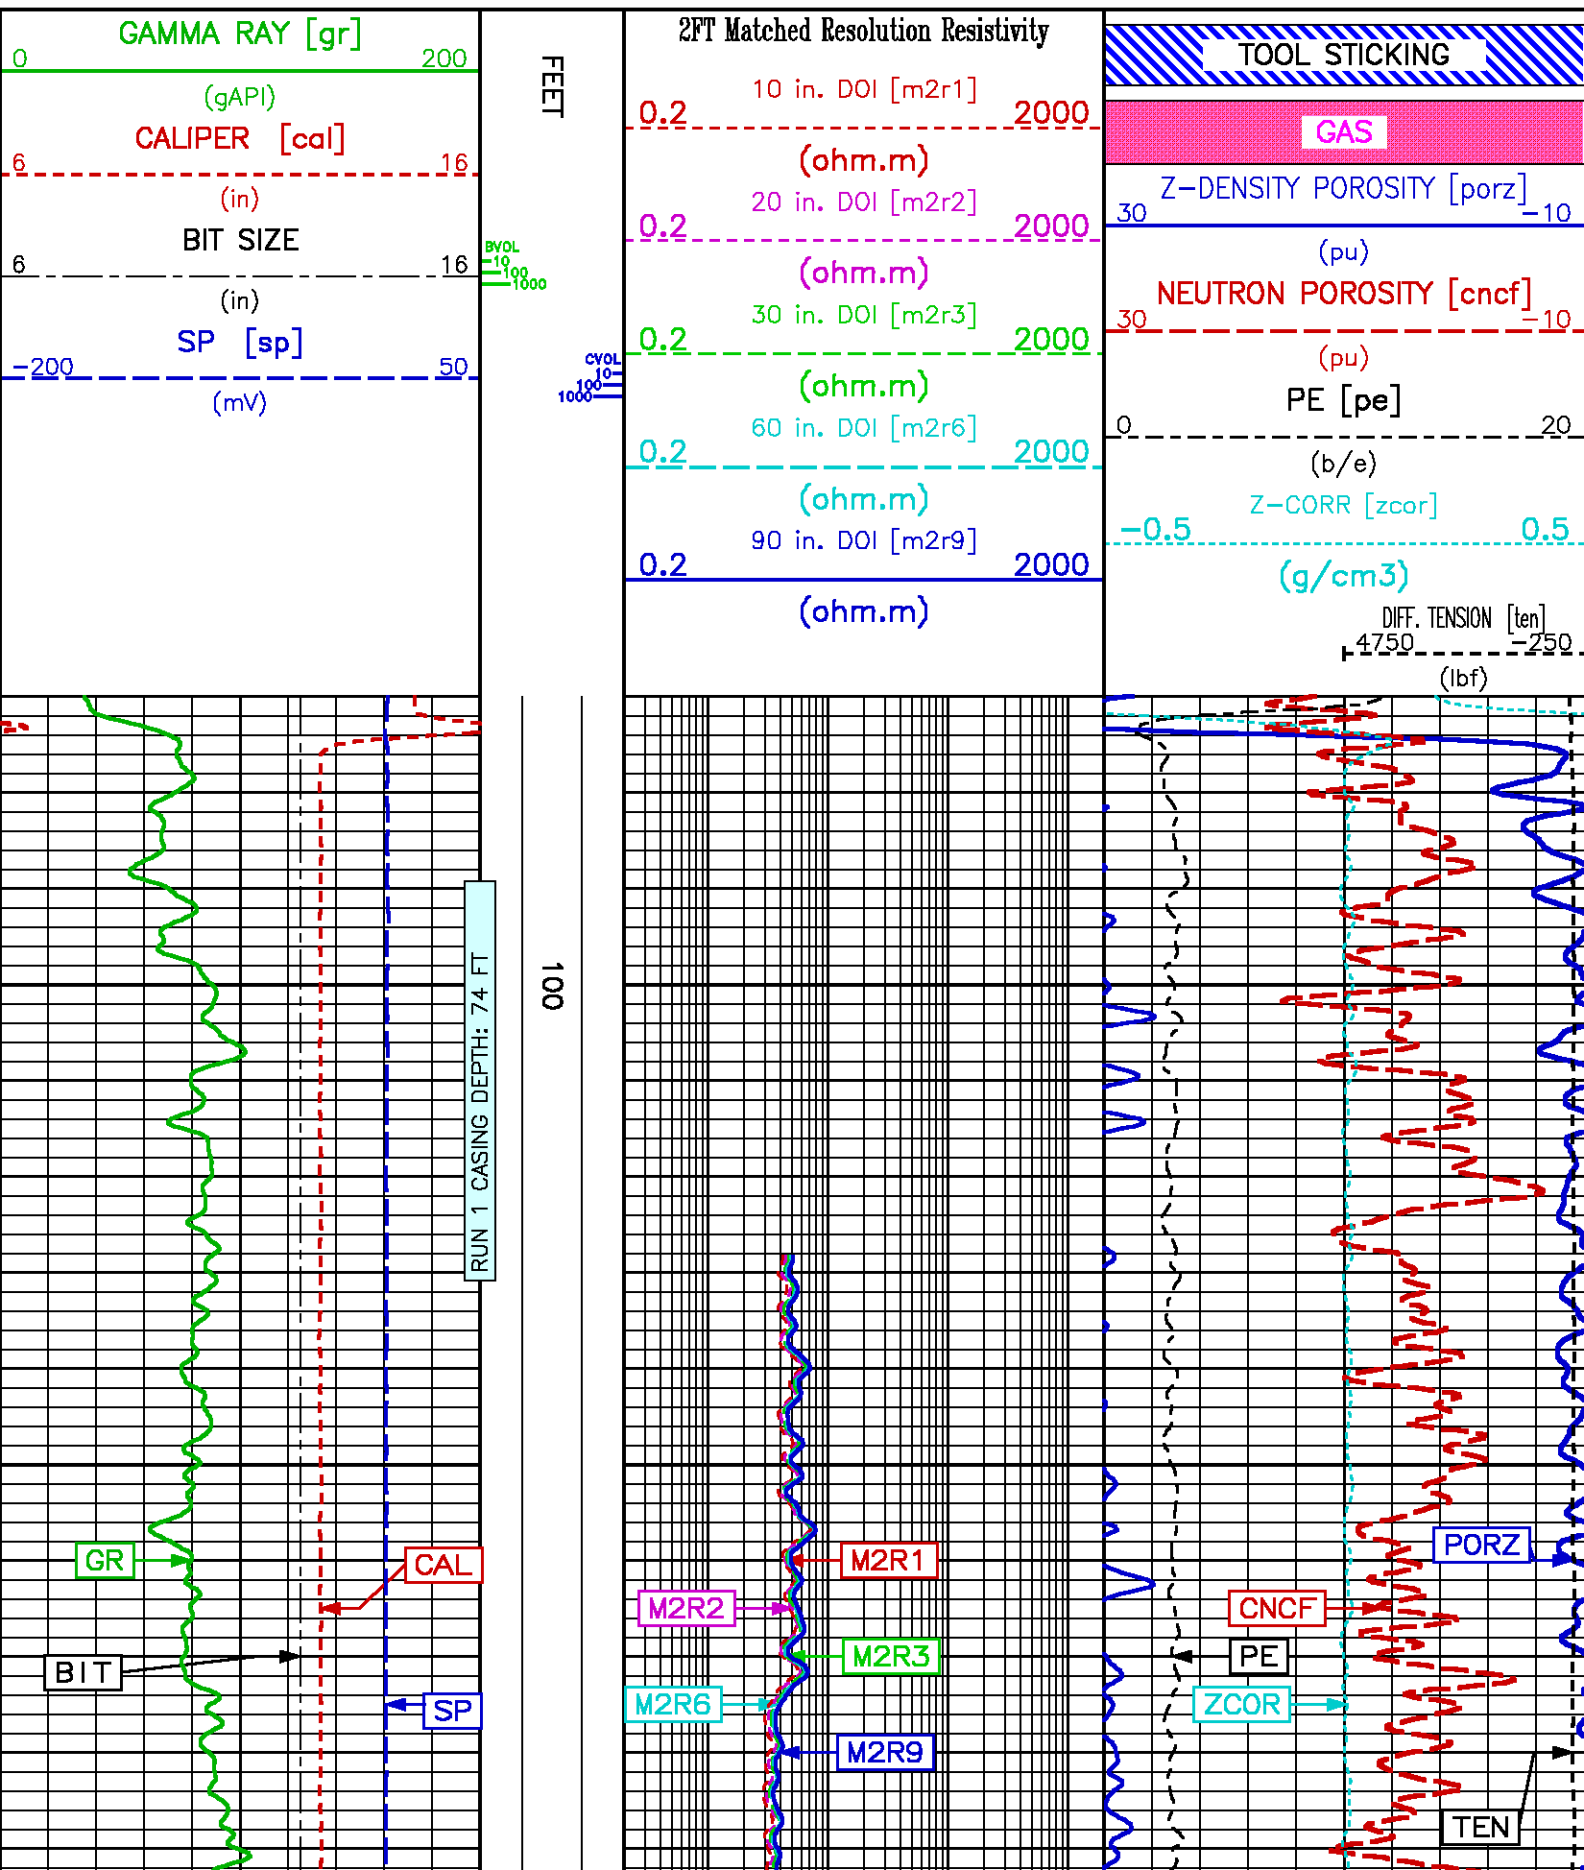 GAMMA RAY [gr]
0 200
(gAPI)
CALIPER [cal]
6 16
(in)
BIT SIZE
6 16
(in)
SP [sp]
-200 50
(mV)
FEET
BVOL
10
100
1000
CVOL
10
100
1000
2FT Matched Resolution Resistivity
10 in. DOI [m2r1]
0.2 2000
(ohm.m)
20 in. DOI [m2r2]
0.2 2000
(ohm.m)
30 in. DOI [m2r3]
0.2 2000
(ohm.m)
60 in. DOI [m2r6]
0.2 2000
(ohm.m)
90 in. DOI [m2r9]
0.2 2000
(ohm.m)
TOOL STICKING
GAS
Z-DENSITY POROSITY [porz]
30 -10
(pu)
NEUTRON POROSITY [cncf]
30 -10
(pu)
PE [pe]
0 20
(b/e)
Z-CORR [zcor]
-0.5 0.5
(g/cm3)
DIFF. TENSION [ten]
4750 -250
(lbf)
RUN 1 CASING DEPTH: 74 FT
100
GR
CAL
BIT
SP
M2R1
M2R2
M2R3
M2R6
M2R9
PORZ
CNCF
PE
ZCOR
TEN